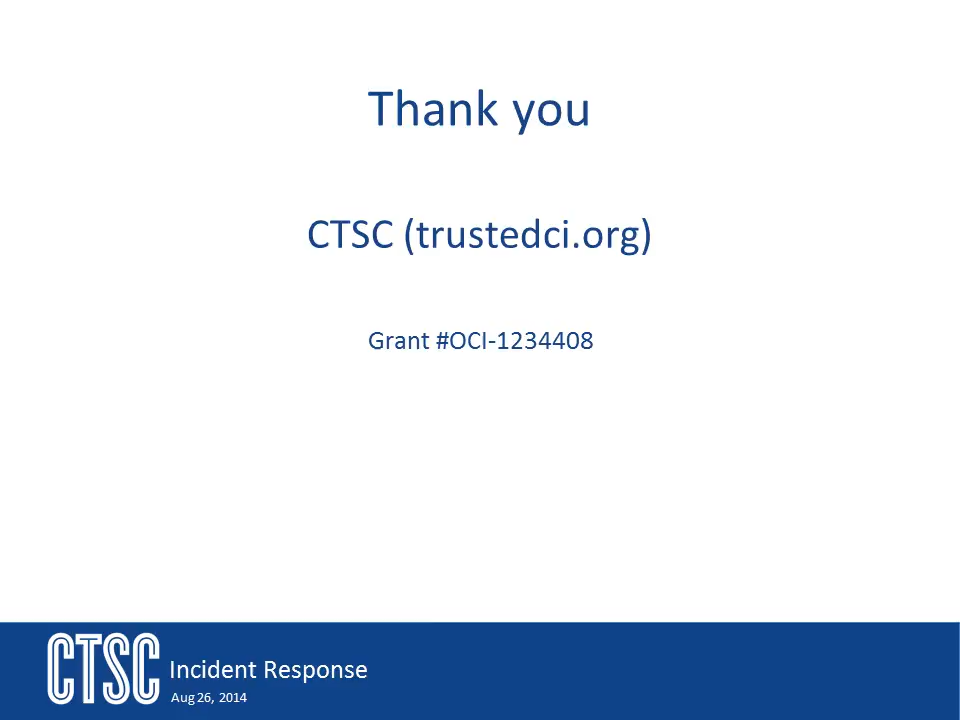 Thank you
CTSC (trustedci.org)
Grant #OCI-1234408
CTSC
Incident Response
Aug 26, 2014